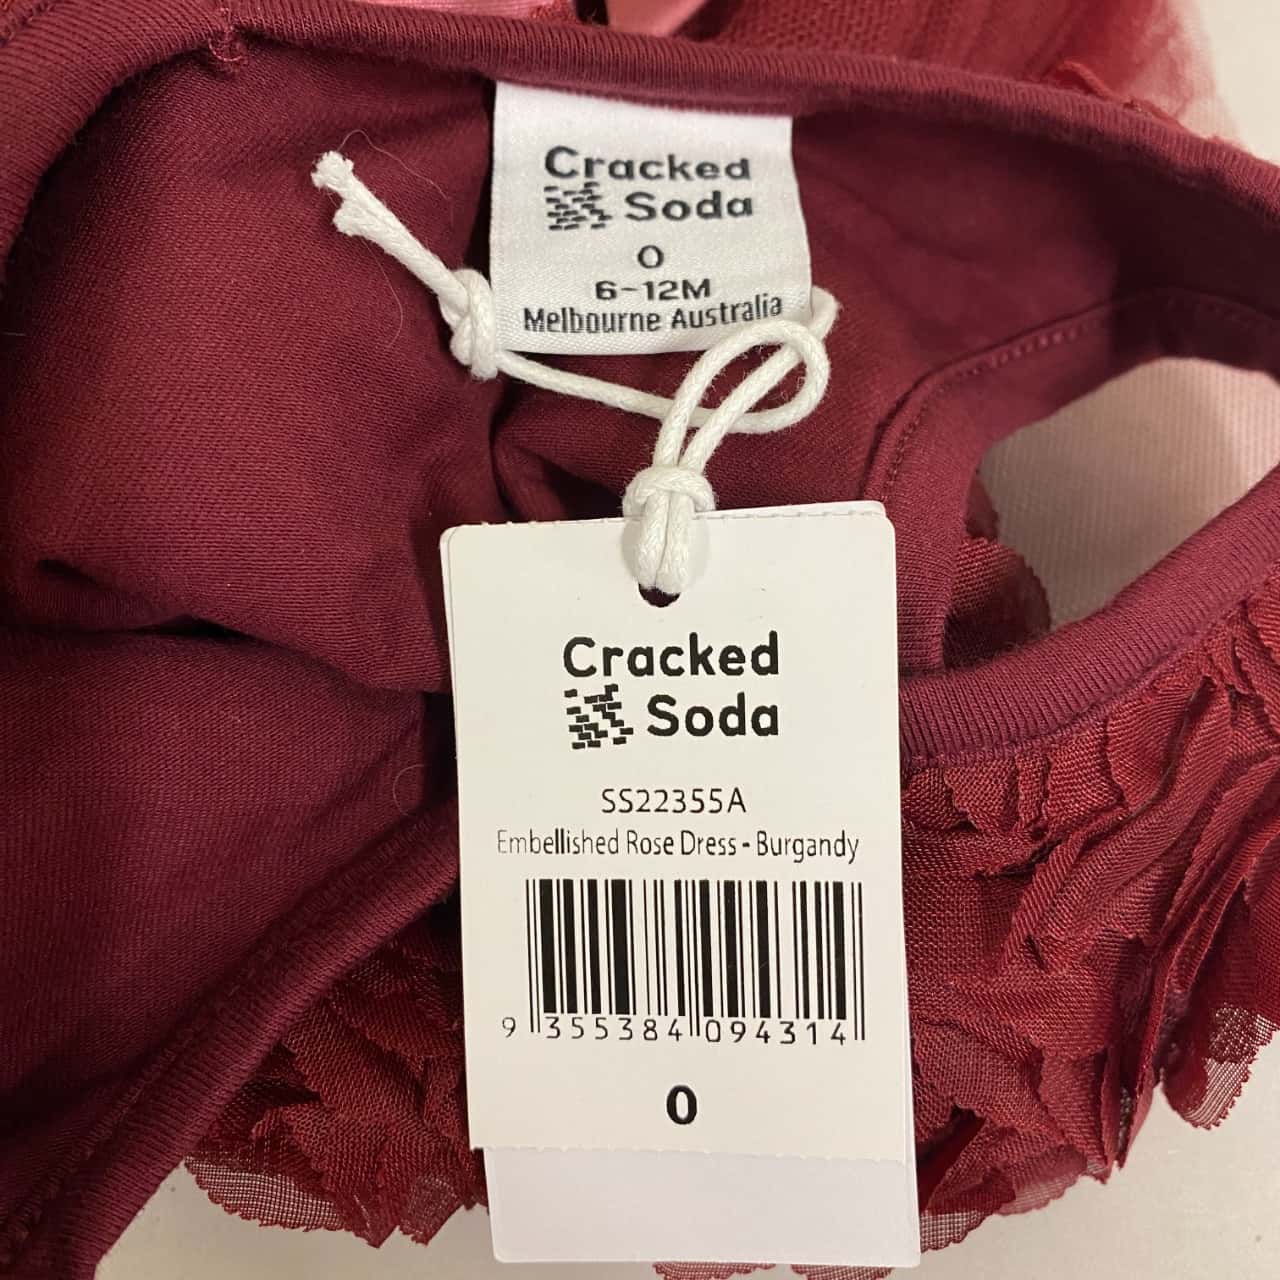 Cracked
Soda
0
6-12M
Melbourne Australia
Cracked
Soda
SS22355A
Embellished Rose Dress - Burgandy
9 355384 094314
0